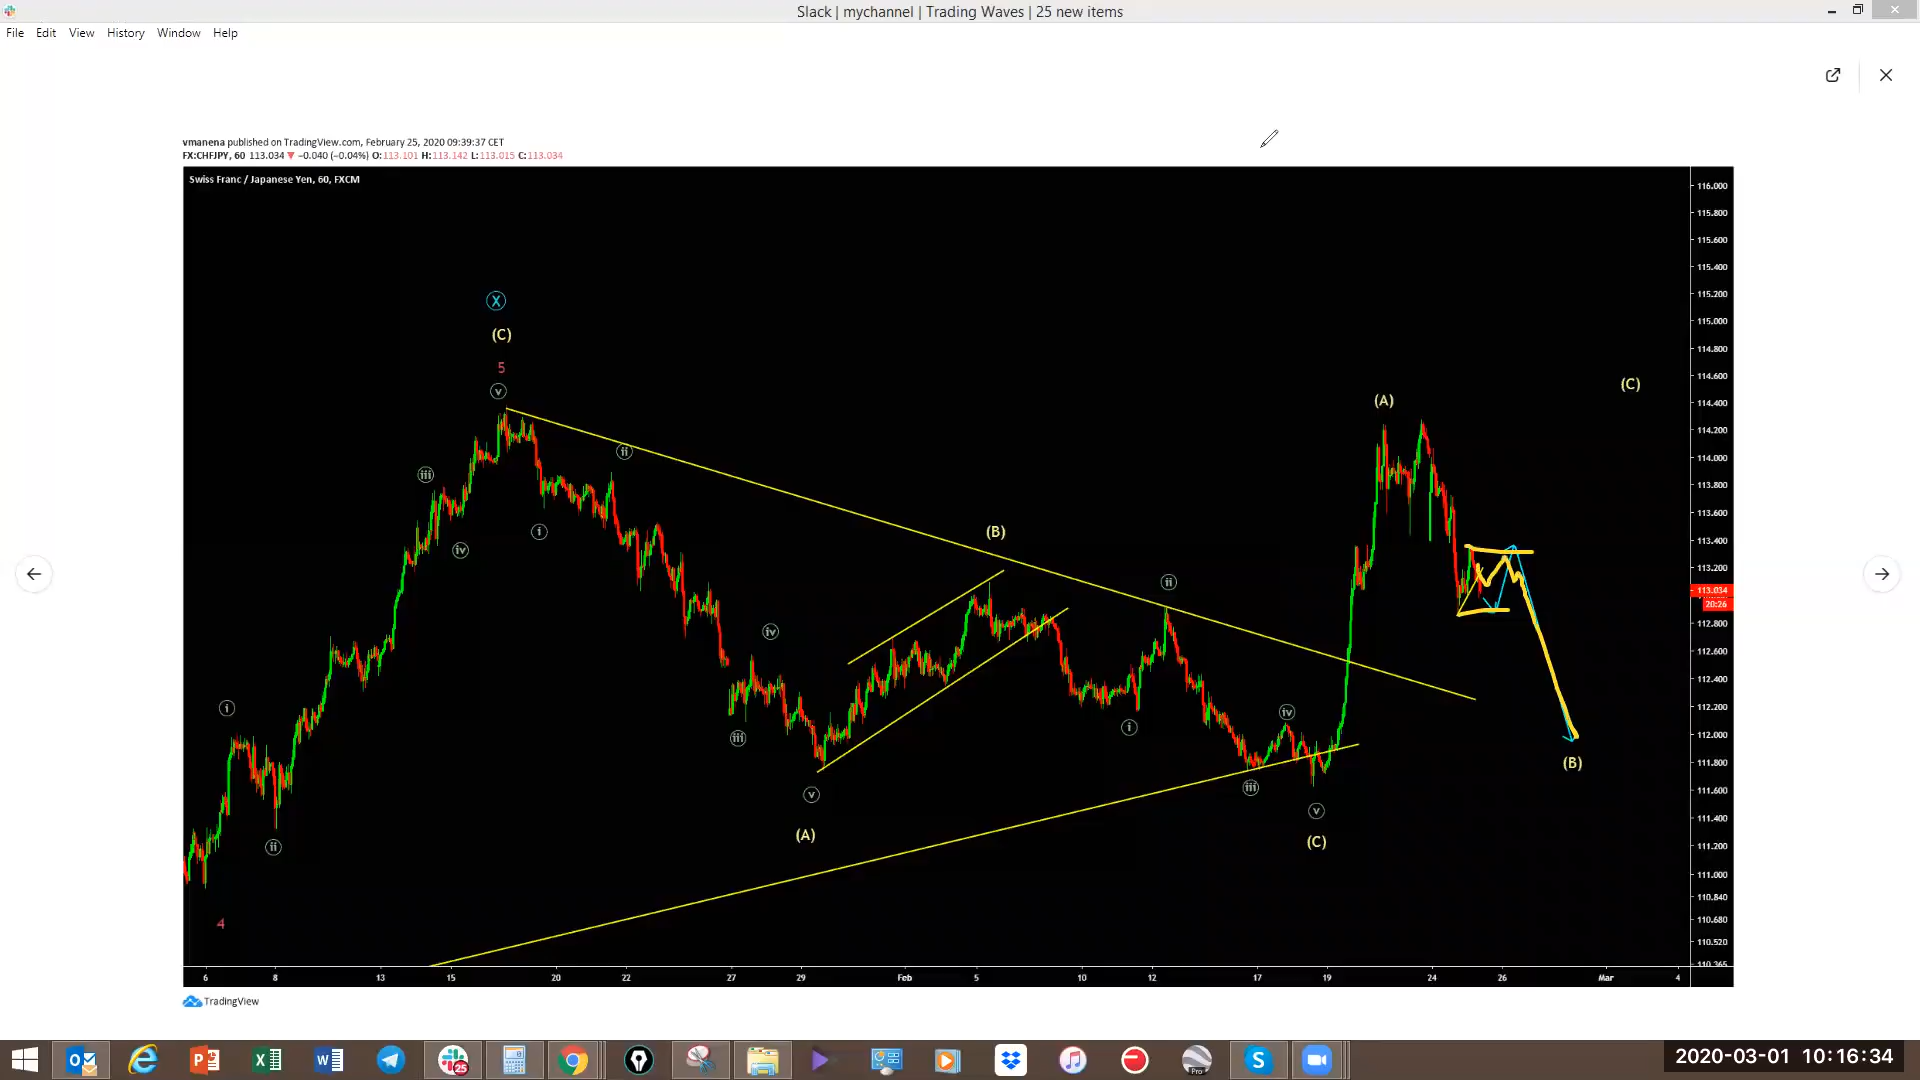 Slack | mychannel | Trading Waves | 25 new items
File Edit View History Window Help
vmanena published on TradingView.com, February 25, 2020 09:39:37 CET
FX:CHFJPY, 60 113.034 ▼ −0.040 (−0.04%) O:113.101 H:113.142 L:113.015 C:113.034
Swiss Franc / Japanese Yen, 60, FXCM
116.000
115.800
115.600
115.400
115.200
115.000
114.800
114.600
114.400
114.200
114.000
113.800
113.600
113.400
113.200
113.034
20:26
112.800
112.600
112.400
112.200
112.000
111.800
111.600
111.400
111.200
111.000
110.840
110.680
110.520
110.365
X
(C)
5
v
(C)
(A)
ii
iii
i
(B)
iv
ii
iv
i
iv
iii
i
iii
(B)
v
v
(A)
(C)
ii
4
6 8 13 15 20 22 27 29 Feb 5 10 12 17 19 24 26 Mar 4
TradingView
25
Pro
2020-03-01 10:16:34